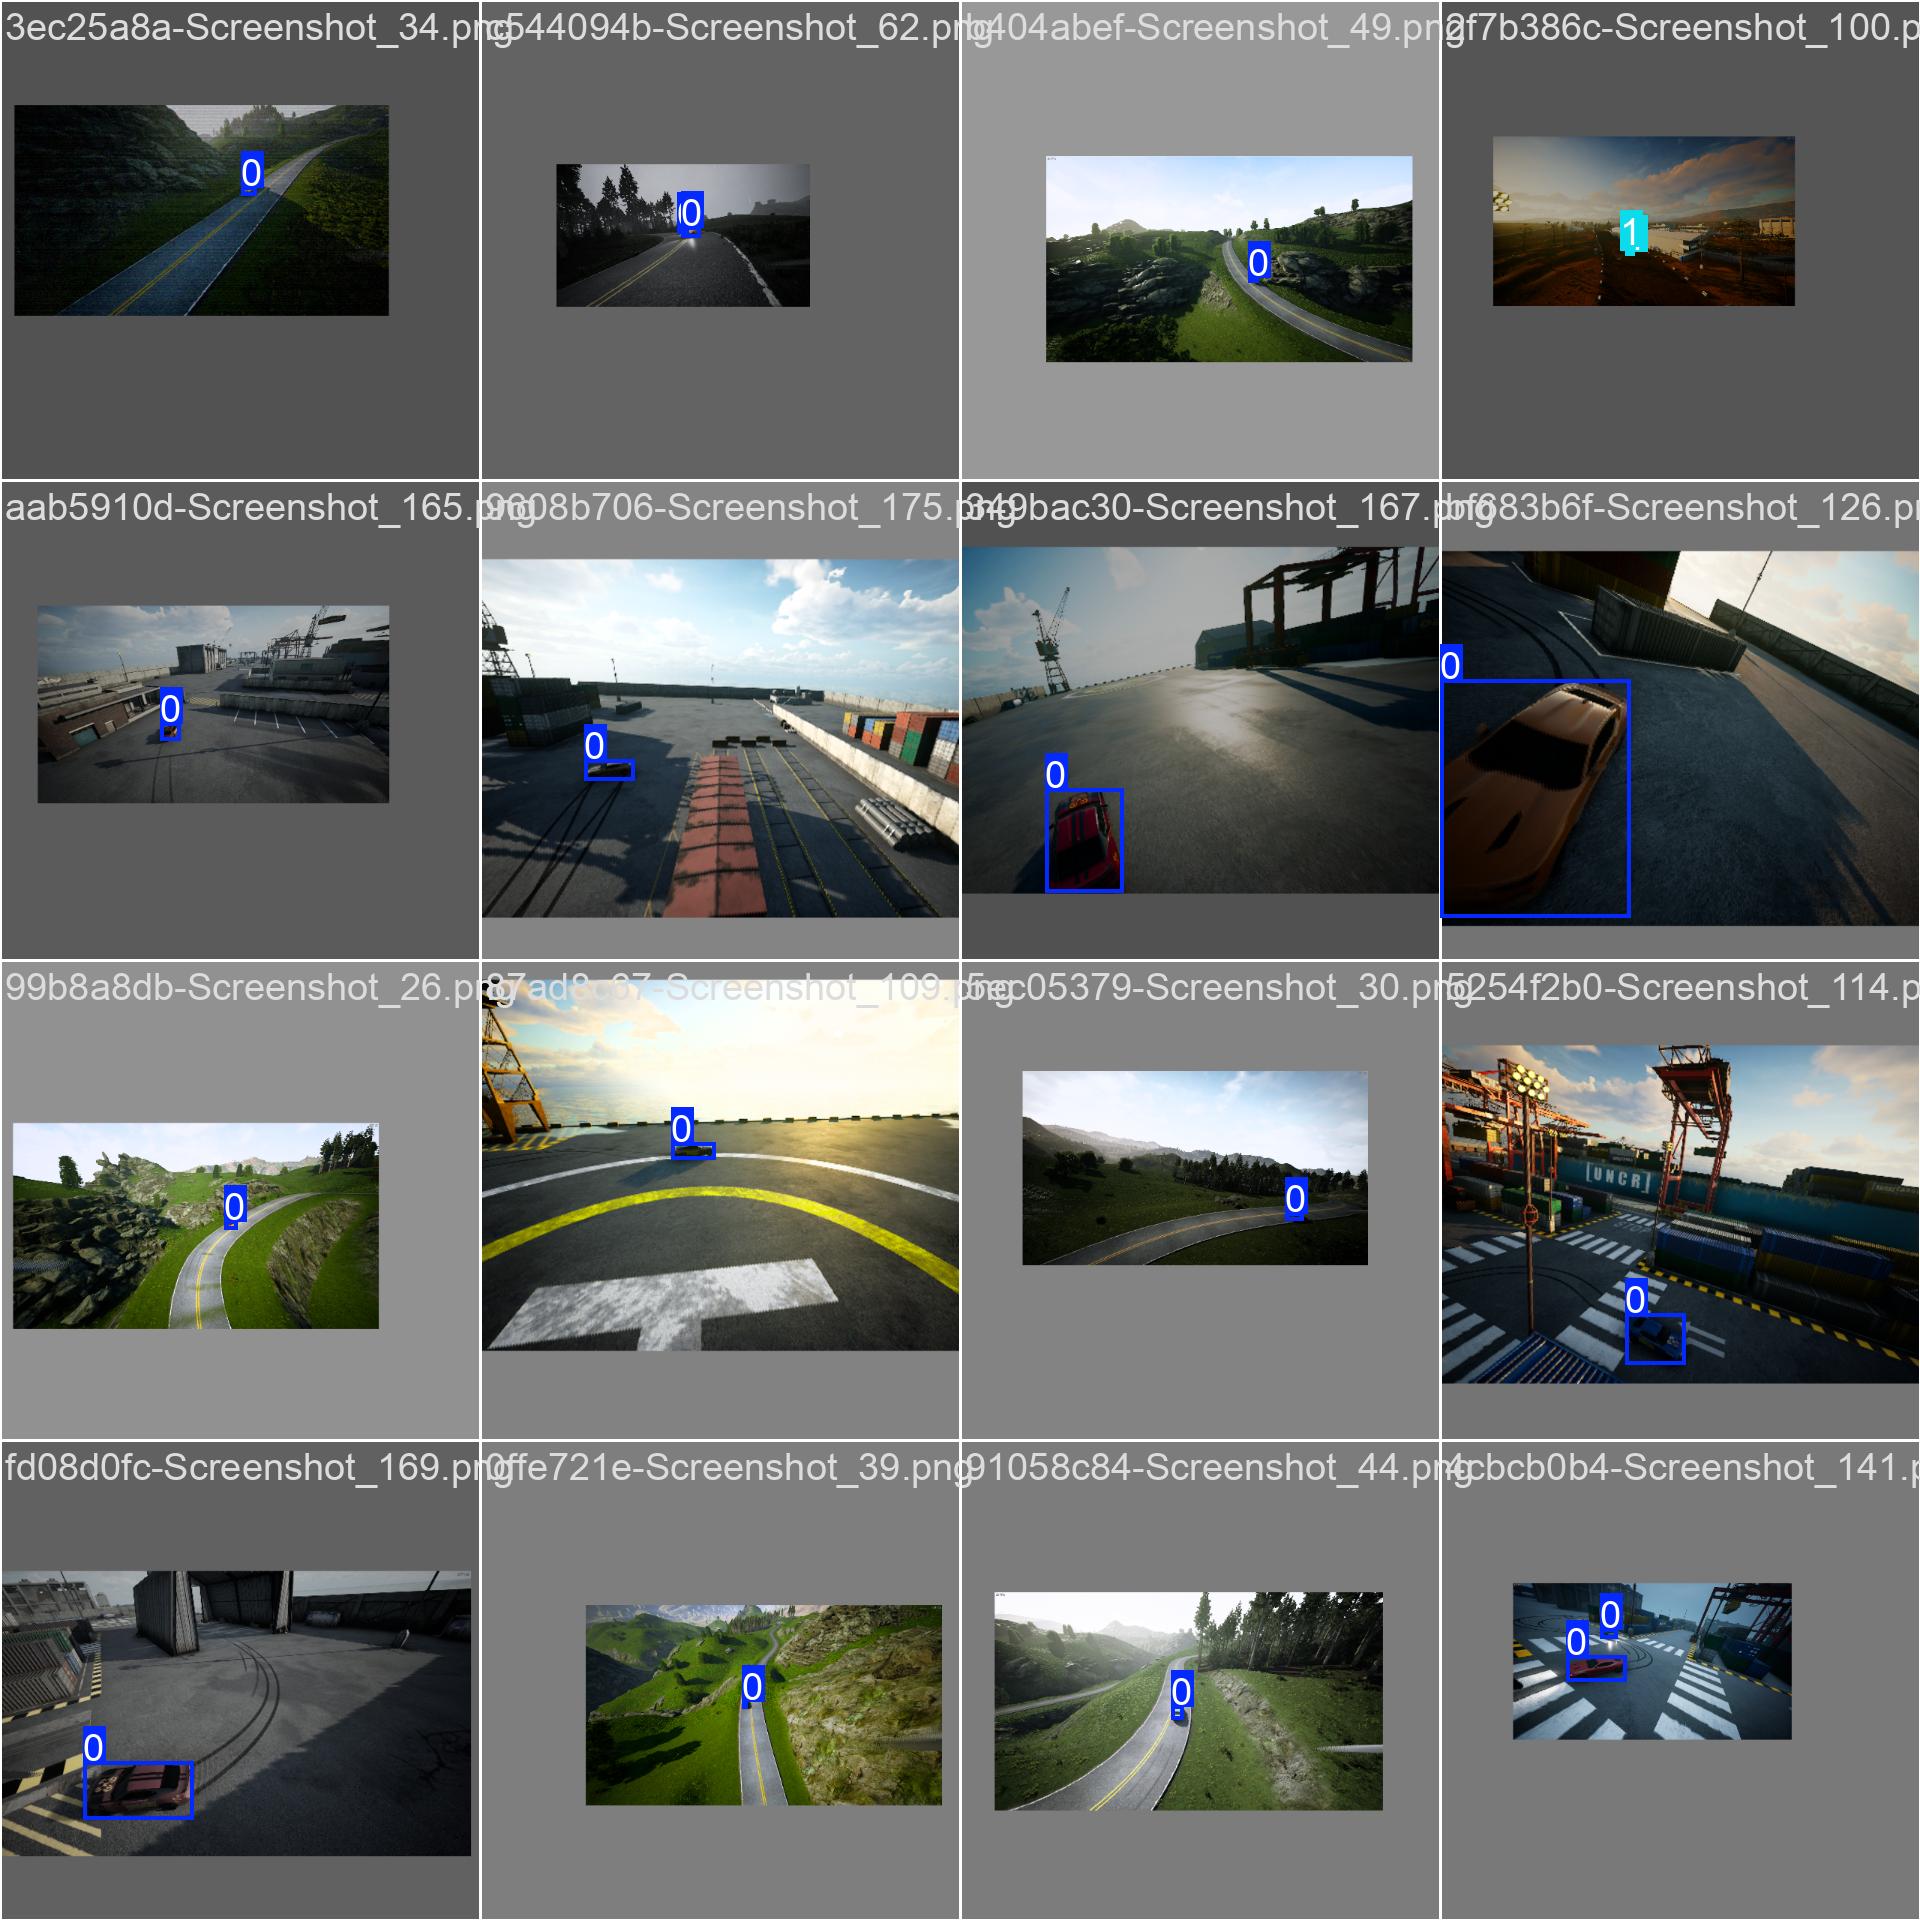 3ec25a8a-Screenshot_34.png
c544094b-Screenshot_62.png
b404abef-Screenshot_49.png
2f7b386c-Screenshot_100.p
0
0
0
1
aab5910d-Screenshot_165.png
9608b706-Screenshot_175.png
349bac30-Screenshot_167.png
bf683b6f-Screenshot_126.pn
0
0
0
0
99b8a8db-Screenshot_26.png
Screenshot_109.png
5ec05379-Screenshot_30.png
5254f2b0-Screenshot_114.p
0
0
0
0
[UNCR]
fd08d0fc-Screenshot_169.png
0ffe721e-Screenshot_39.png
91058c84-Screenshot_44.png
4cbcb0b4-Screenshot_141.p
0
0
0
0
0